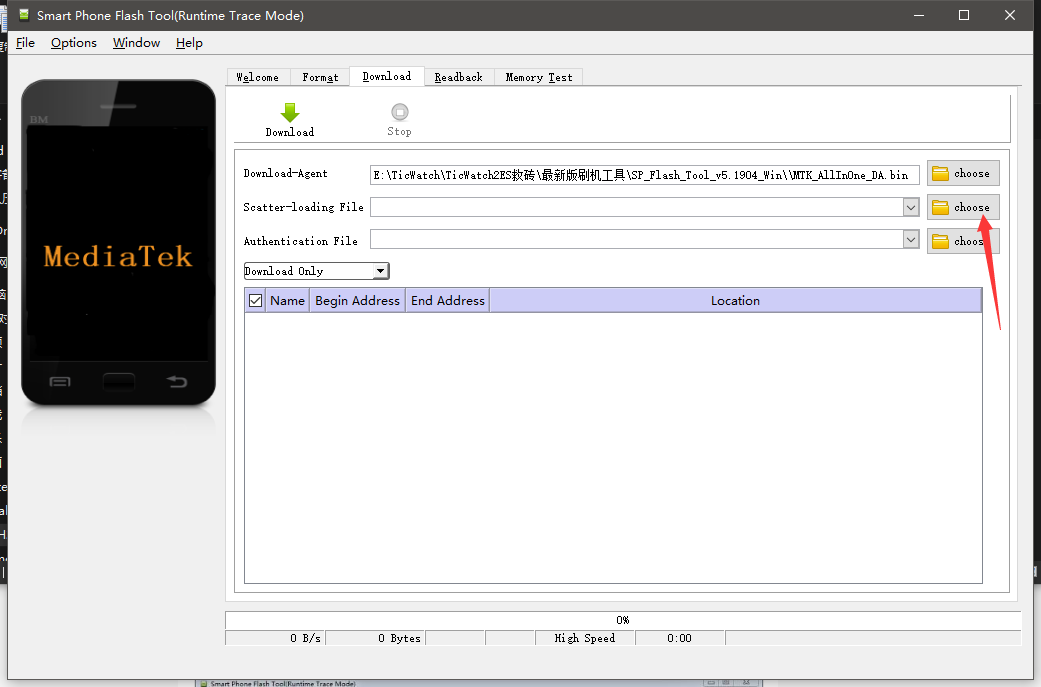 Smart Phone Flash Tool(Runtime Trace Mode)
File Options Window Help
Welcome Format Download Readback Memory Test
BM
Download Stop
Download-Agent E:\TicWatch\TicWatch2ES救砖\最新版刷机工具\SP_Flash_Tool_v5.1904_Win\\MTK_AllInOne_DA.bin choose
Scatter-loading File choose
Authentication File choose
MediaTek
Download Only
Name Begin Address End Address Location
0%
0 B/s 0 Bytes High Speed 0:00
Smart Phone Flash Tool(Runtime Trace Mode)